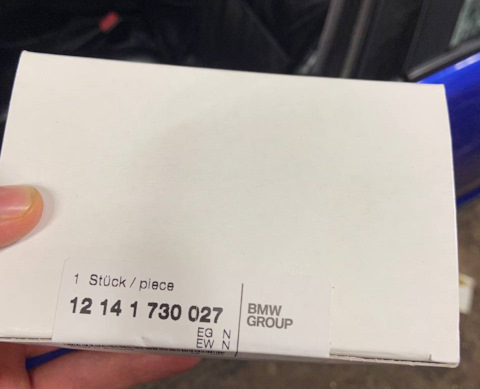 1 Stück / piece
12 14 1 730 027
EG N
EW N
BMW
GROUP